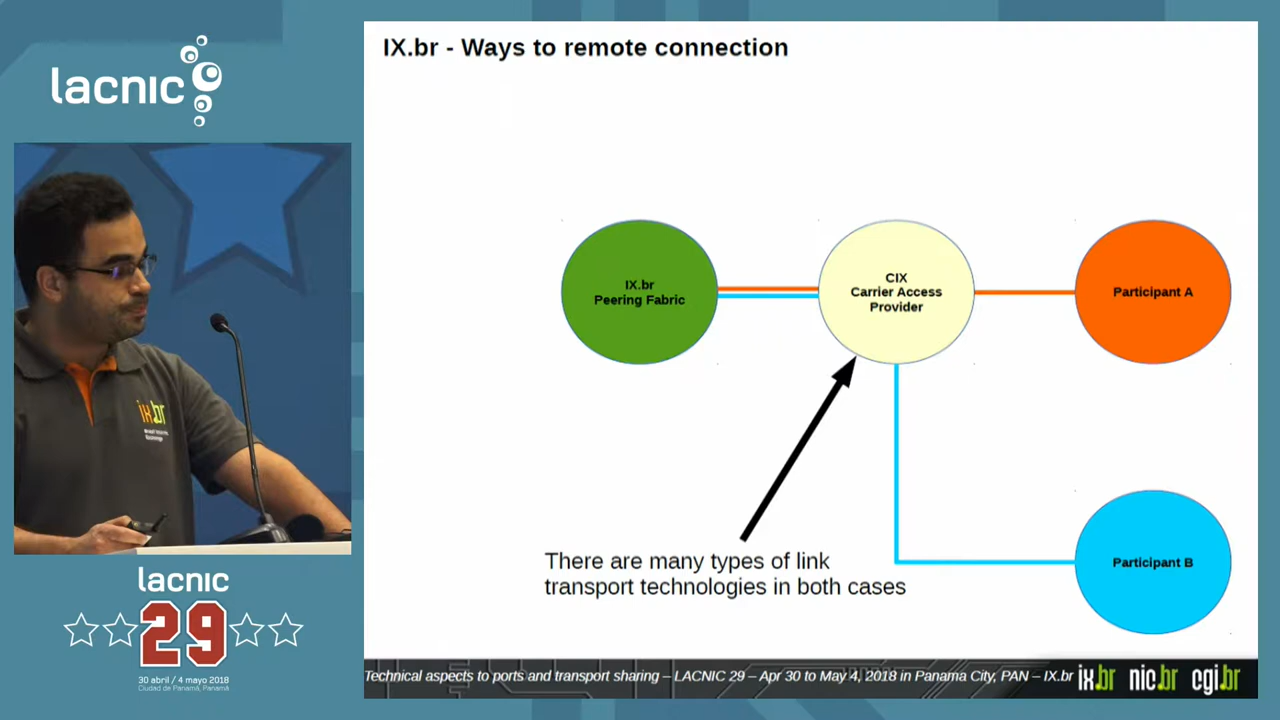 lacnic
IX.br - Ways to remote connection
IX.br
Peering Fabric
CIX
Carrier Access
Provider
Participant A
ix.br
There are many types of link
transport technologies in both cases
Participant B
lacnic
29
30 abril / 4 mayo 2018
Ciudad de Panamá, Panamá
Technical aspects to ports and transport sharing – LACNIC 29 – Apr 30 to May 4, 2018 in Panama City, PAN – IX.br
ix.br nic.br cgi.br